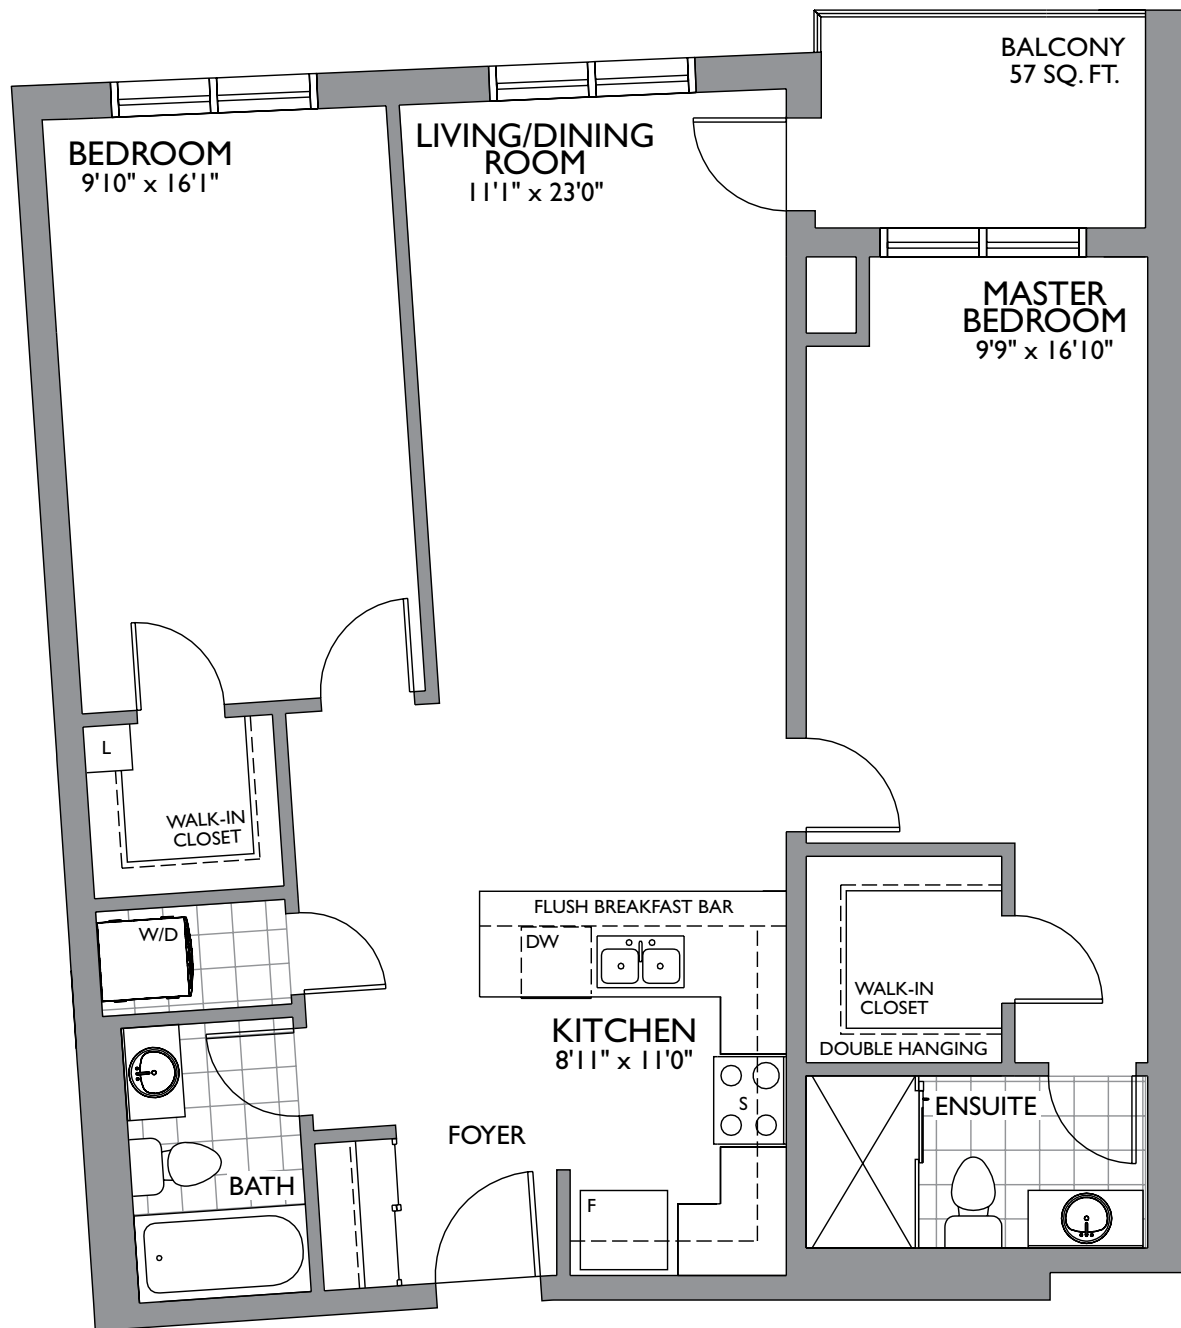 BALCONY
57 SQ. FT.
BEDROOM
9'10" x 16'1"
LIVING/DINING
ROOM
11'1" x 23'0"
MASTER
BEDROOM
9'9" x 16'10"
L
WALK-IN
CLOSET
W/D
FLUSH BREAKFAST BAR
DW
KITCHEN
8'11" x 11'0"
S
F
WALK-IN
CLOSET
DOUBLE HANGING
ENSUITE
FOYER
BATH